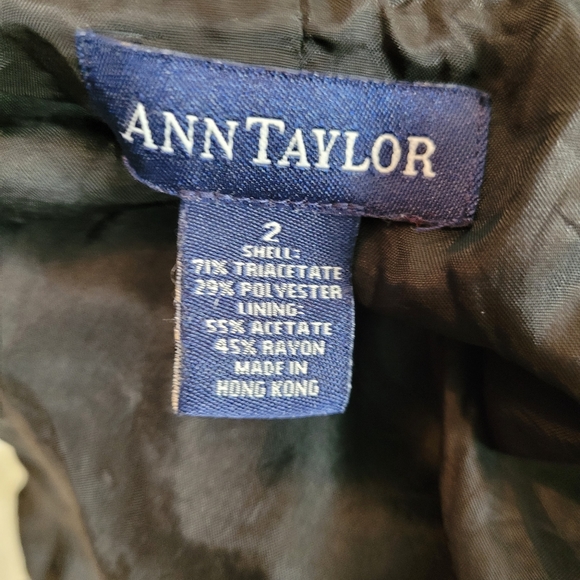 ANN TAYLOR
2
SHELL:
71% TRIACETATE
29% POLYESTER
LINING:
55% ACETATE
45% RAYON
MADE IN
HONG KONG